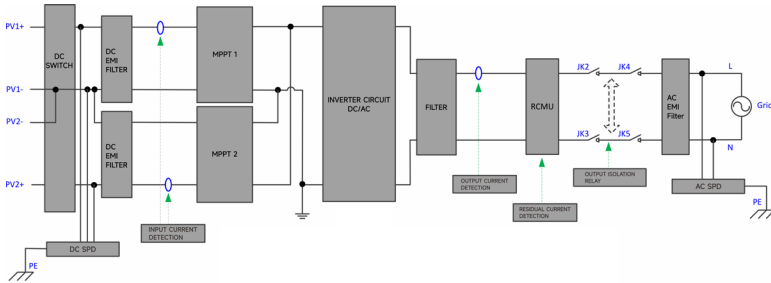 PV1+
PV1-
PV2-
PV2+
DC
SWITCH
DC
EMI
FILTER
DC
EMI
FILTER
MPPT 1
MPPT 2
INVERTER CIRCUIT
DC/AC
FILTER
RCMU
JK2
JK4
JK3
JK5
AC
EMI
Filter
L
N
Grid
AC SPD
PE
OUTPUT CURRENT
DETECTION
OUTPUT ISOLATION
RELAY
RESIDUAL CURRENT
DETECTION
INPUT CURRENT
DETECTION
DC SPD
PE